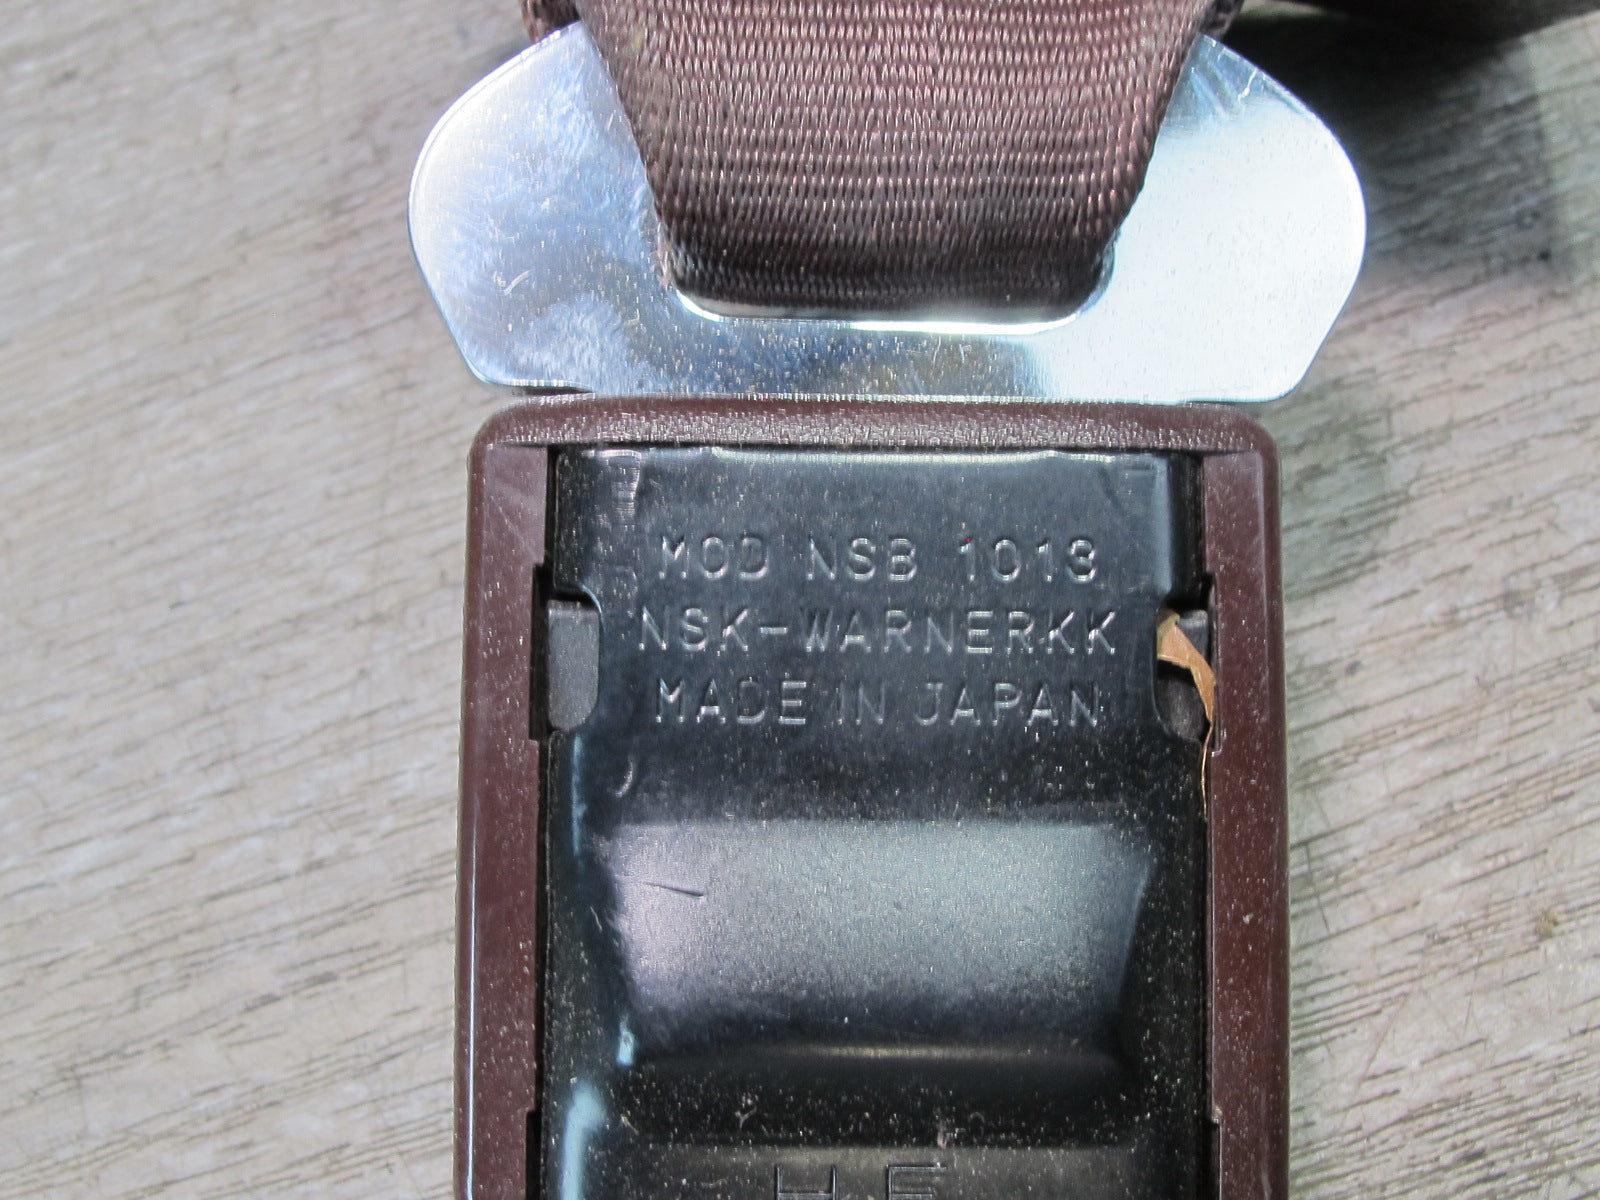 MOD NSB 1013
NSK-WARNERKK
MADE IN JAPAN
H E